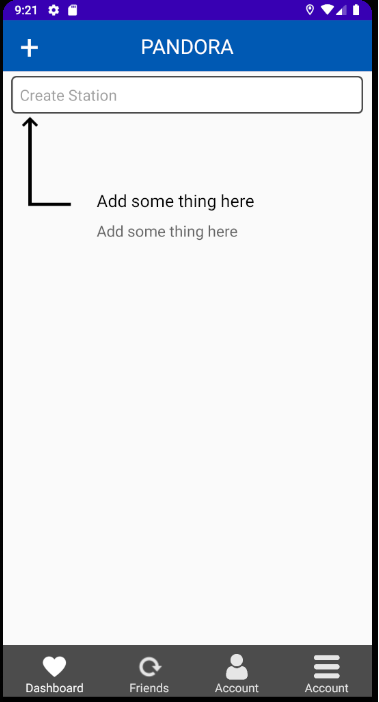 9:21
PANDORA
Create Station
Add some thing here
Add some thing here
Dashboard
Friends
Account
Account